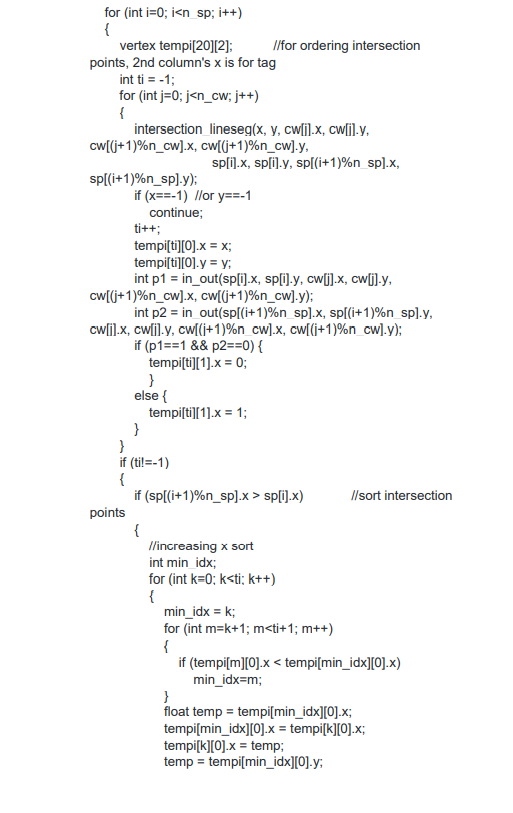 for (int i=0; i<n_sp; i++)
{
vertex tempi[20][2]; //for ordering intersection
points, 2nd column's x is for tag
int ti = -1;
for (int j=0; j<n_cw; j++)
{
intersection_lineseg(x, y, cw[j].x, cw[j].y,
cw[(j+1)%n_cw].x, cw[(j+1)%n_cw].y,
sp[i].x, sp[i].y, sp[(i+1)%n_sp].x,
sp[(i+1)%n_sp].y);
if (x==-1) //or y==-1
continue;
ti++;
tempi[ti][0].x = x;
tempi[ti][0].y = y;
int p1 = in_out(sp[i].x, sp[i].y, cw[j].x, cw[j].y,
cw[(j+1)%n_cw].x, cw[(j+1)%n_cw].y);
int p2 = in_out(sp[(i+1)%n_sp].x, sp[(i+1)%n_sp].y,
cw[j].x, cw[j].y, cw[(j+1)%n_cw].x, cw[(j+1)%n_cw].y);
if (p1==1 && p2==0) {
tempi[ti][1].x = 0;
}
else {
tempi[ti][1].x = 1;
}
}
if (ti!=-1)
{
if (sp[(i+1)%n_sp].x > sp[i].x) //sort intersection
points
{
//increasing x sort
int min_idx;
for (int k=0; k<ti; k++)
{
min_idx = k;
for (int m=k+1; m<ti+1; m++)
{
if (tempi[m][0].x < tempi[min_idx][0].x)
min_idx=m;
}
float temp = tempi[min_idx][0].x;
tempi[min_idx][0].x = tempi[k][0].x;
tempi[k][0].x = temp;
temp = tempi[min_idx][0].y;